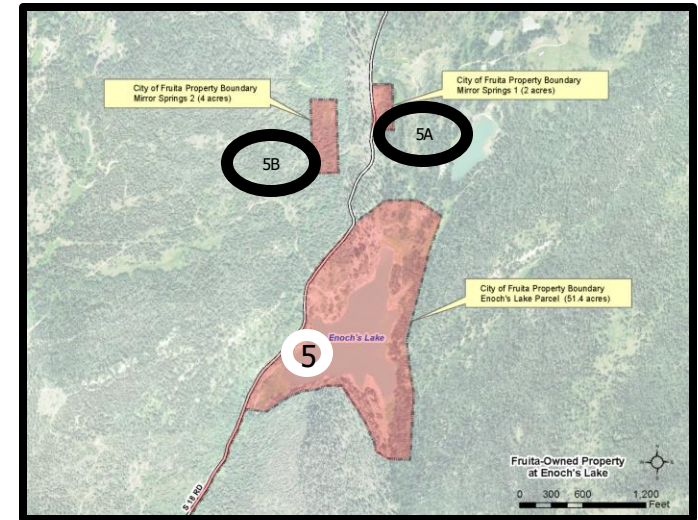 City of Fruita Property Boundary
Mirror Springs 2 (4 acres)
City of Fruita Property Boundary
Mirror Springs 1 (2 acres)
5A
5B
City of Fruita Property Boundary
Enoch's Lake Parcel (51.4 acres)
Enoch's Lake
5
Fruita-Owned Property
at Enoch's Lake
S 16 RD
0 300 600 1,200
Feet